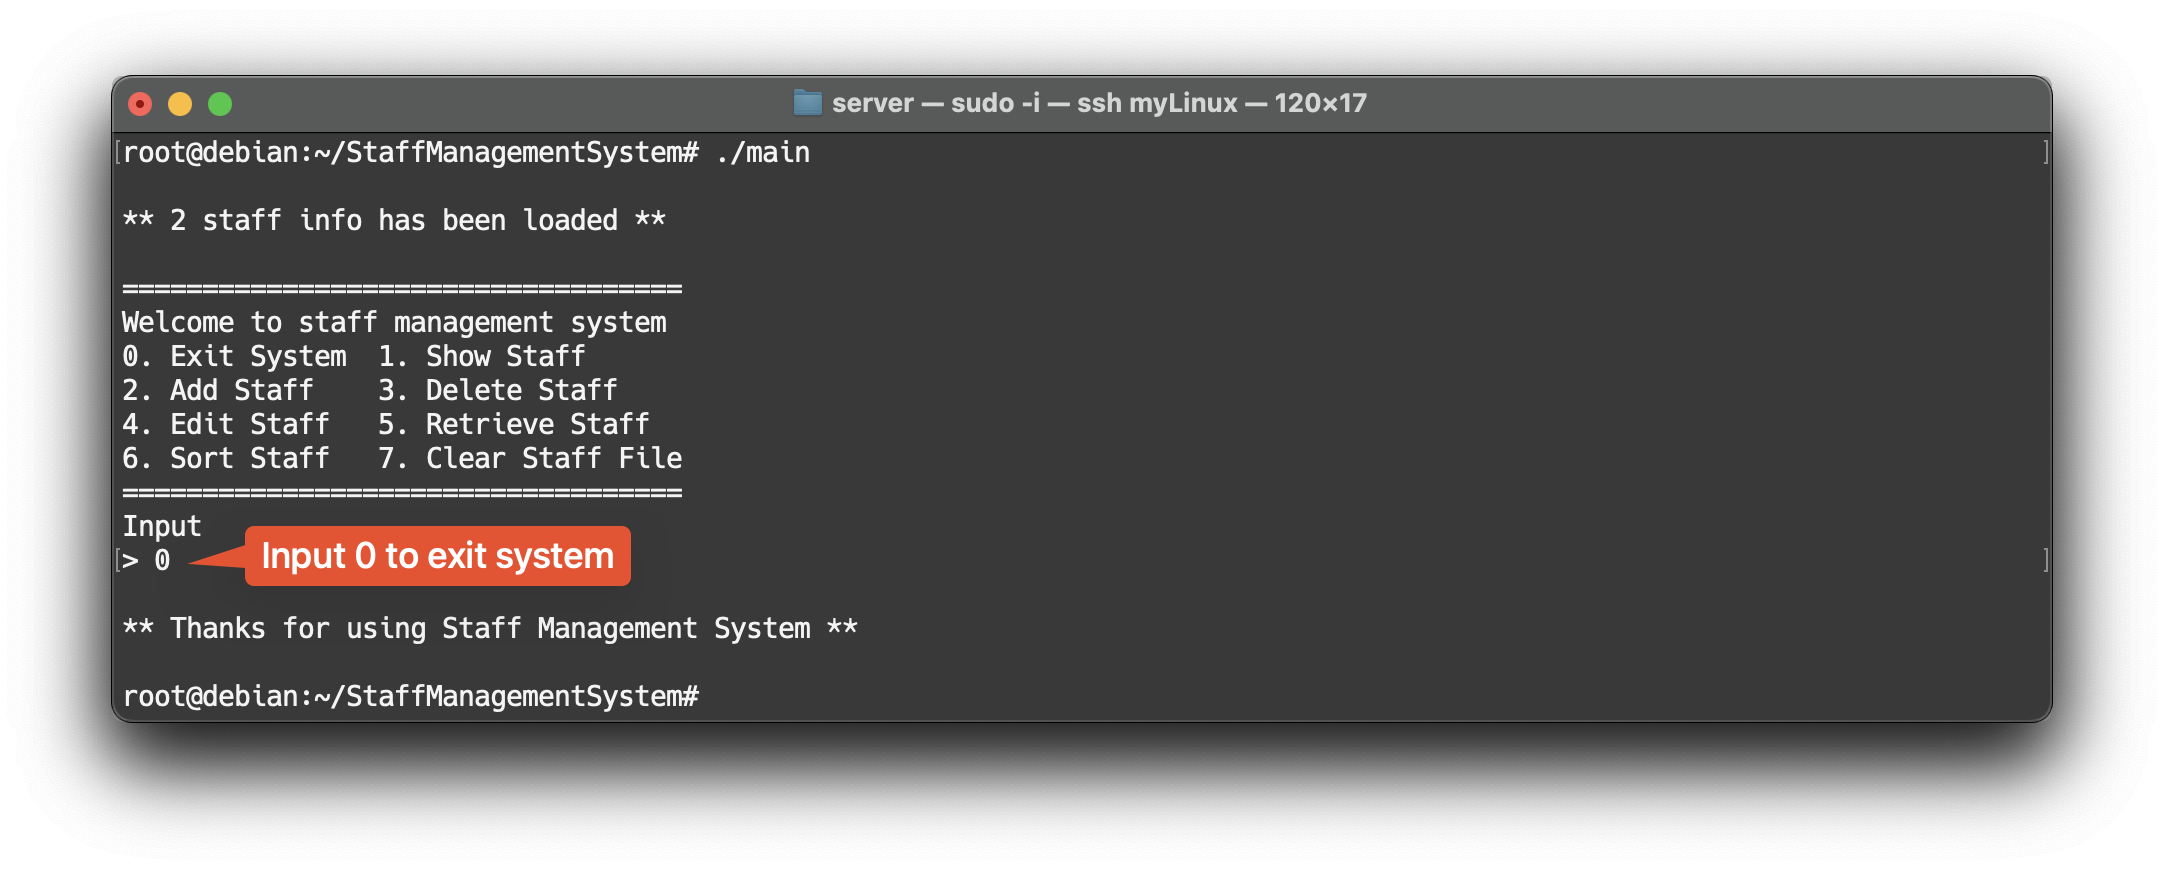 server — sudo -i — ssh myLinux — 120×17
[root@debian:~/StaffManagementSystem# ./main ]
** 2 staff info has been loaded **
===================================
Welcome to staff management system
0. Exit System  1. Show Staff
2. Add Staff    3. Delete Staff
4. Edit Staff   5. Retrieve Staff
6. Sort Staff   7. Clear Staff File
===================================
Input
[> 0 ]
Input 0 to exit system
** Thanks for using Staff Management System **
root@debian:~/StaffManagementSystem#